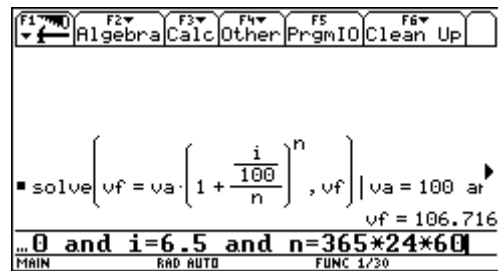 F1 F2 F3 F4 F5 F6
Algebra Calc Other PrgmIO Clean Up
▪ solve(vf = va·(1 + (i/100)/n)^n, vf) | va = 100 ar
vf = 106.716
…0 and i=6.5 and n=365*24*60
MAIN RAD AUTO FUNC 1/30